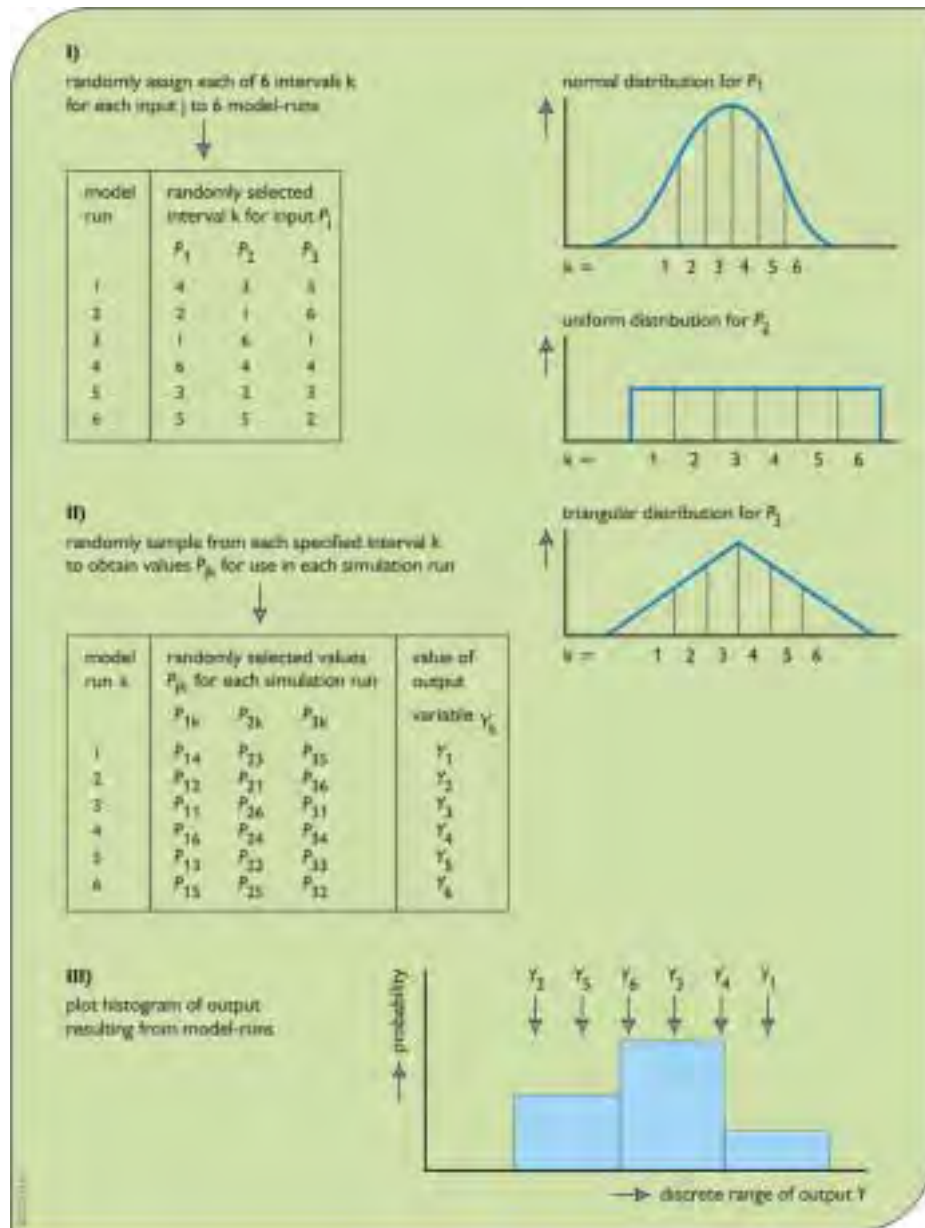 I)
randomly assign each of 6 intervals k
for each input j to 6 model-runs
model run
randomly selected
interval k for input Pj
P1 P2 P3
1 4 3 5
2 2 1 6
3 1 6 1
4 6 4 4
5 3 2 3
6 5 5 2
normal distribution for P1
k = 1 2 3 4 5 6
uniform distribution for P2
k = 1 2 3 4 5 6
triangular distribution for P3
k = 1 2 3 4 5 6
II)
randomly sample from each specified interval k
to obtain values Pjk for use in each simulation run
model
run
randomly selected values
Pjk for each simulation run
value of
output
variable
P1k P2k P3k
1 P14 P23 P35 Y1
2 P12 P21 P36 Y2
3 P11 P26 P31 Y3
4 P16 P24 P34 Y4
5 P13 P22 P33 Y5
6 P15 P25 P32 Y6
III)
plot histogram of output
resulting from model-runs
probability
Y2 Y5 Y6 Y3 Y4 Y1
discrete range of output Y